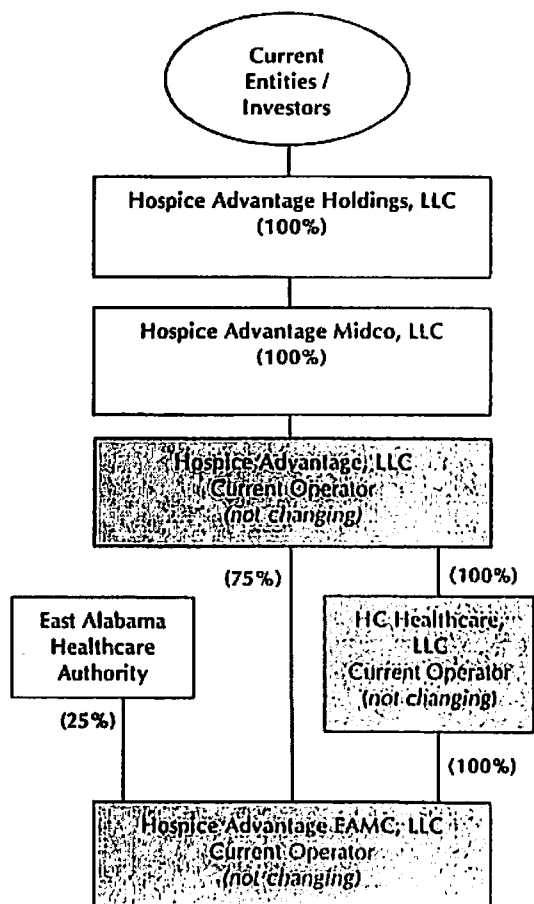 Current
Entities /
Investors
Hospice Advantage Holdings, LLC
(100%)
Hospice Advantage Midco, LLC
(100%)
Hospice Advantage, LLC
Current Operator
(not changing)
(75%)
(100%)
East Alabama
Healthcare
Authority
HC Healthcare,
LLC
Current Operator
(not changing)
(25%)
(100%)
Hospice Advantage EAMC, LLC
Current Operator
(not changing)